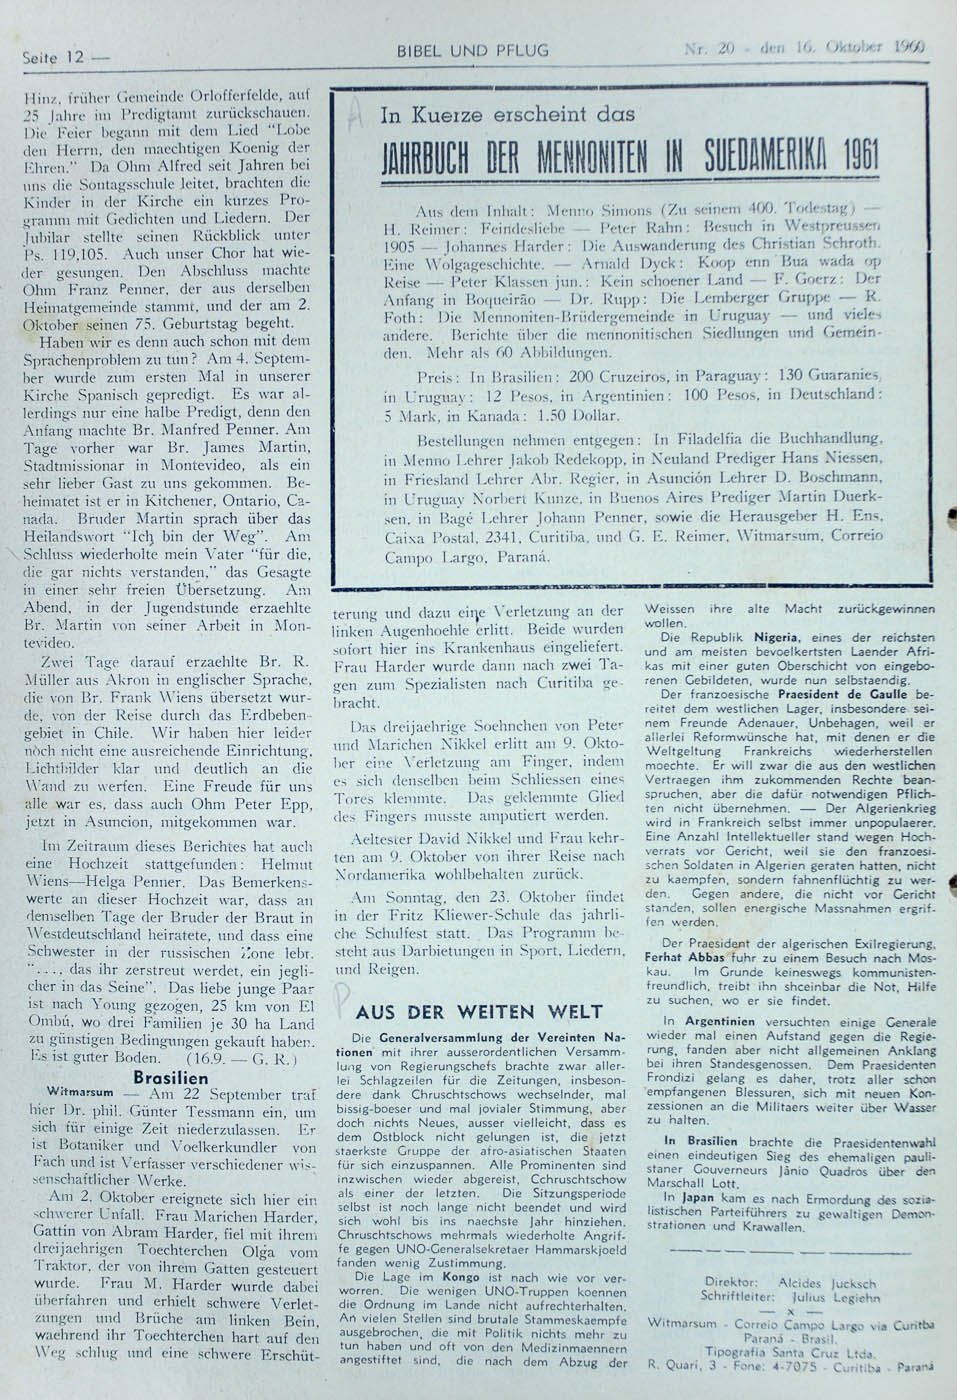 Seite 12 —
BIBEL UND PFLUG
Nr. 20 - den 16. Oktober 1960
Hinz, früher Gemeinde Orlofferfelde, auf
25 Jahre im Predigtamt zurückschauen.
Die Feier begann mit dem Lied "Lobe
den Herrn, den maechtigen Koenig der
Ehren." Da Ohm Alfred seit Jahren bei
uns die Sontagsschule leitet, brachten die
Kinder in der Kirche ein kurzes Pro-
gramm mit Gedichten und Liedern. Der
Jubilar stellte seinen Rückblick unter
Ps. 119,105. Auch unser Chor hat wie-
der gesungen. Den Abschluss machte
Ohm Franz Penner, der aus derselben
Heimatgemeinde stammt, und der am 2.
Oktober seinen 75. Geburtstag begeht.
Haben wir es denn auch schon mit dem
Sprachenproblem zu tun? Am 4. Septem-
ber wurde zum ersten Mal in unserer
Kirche Spanisch gepredigt. Es war al-
lerdings nur eine halbe Predigt, denn den
Anfang machte Br. Manfred Penner. Am
Tage vorher war Br. James Martin,
Stadtmissionar in Montevideo, als ein
sehr lieber Gast zu uns gekommen. Be-
heimatet ist er in Kitchener, Ontario, Ca-
nada. Bruder Martin sprach über das
Heilandswort "Ich bin der Weg". Am
Schluss wiederholte mein Vater "für die,
die gar nichts verstanden," das Gesagte
in einer sehr freien Übersetzung. Am
Abend, in der Jugendstunde erzaehlte
Br. Martin von seiner Arbeit in Mon-
tevideo.
Zwei Tage darauf erzaehlte Br. R.
Müller aus Akron in englischer Sprache,
die von Br. Frank Wiens übersetzt wur-
de, von der Reise durch das Erdbeben-
gebiet in Chile. Wir haben hier leider
nöch nicht eine ausreichende Einrichtung,
Lichtbilder klar und deutlich an die
Wand zu werfen. Eine Freude für uns
alle war es, dass auch Ohm Peter Epp,
jetzt in Asuncion, mitgekommen war.
Im Zeitraum dieses Berichtes hat auch
eine Hochzeit stattgefunden: Helmut
Wiens—Helga Penner. Das Bemerkens-
werte an dieser Hochzeit war, dass an
demselben Tage der Bruder der Braut in
Westdeutschland heiratete, und dass eine
Schwester in der russischen Zone lebt.
"...., das ihr zerstreut werdet, ein jegli-
cher in das Seine". Das liebe junge Paar
ist nach Young gezogen, 25 km von El
Ombú, wo drei Familien je 30 ha Land
zu günstigen Bedingungen gekauft haben.
Es ist guter Boden. (16.9. — G. R.)
Brasilien
Witmarsum — Am 22 September traf
hier Dr. phil. Günter Tessmann ein, um
sich für einige Zeit niederzulassen. Er
ist Botaniker und Voelkerkundler von
Fach und ist Verfasser verschiedener wis-
senschaftlicher Werke.
Am 2. Oktober ereignete sich hier ein
schwerer Unfall. Frau Marichen Harder,
Gattin von Abram Harder, fiel mit ihrem
dreijaehrigen Toechterchen Olga vom
Traktor, der von ihrem Gatten gesteuert
wurde. Frau M. Harder wurde dabei
überfahren und erhielt schwere Verlet-
zungen und Brüche am linken Bein,
waehrend ihr Toechterchen hart auf den
Weg schlug und eine schwere Erschüt-
In Kuerze erscheint das
JAHRBUCH DER MENNONITEN IN SUEDAMERIKA 1961
Aus dem Inhalt: Menno Simons (Zu seinem 400. Todestag) —
H. Reimer: Feindesliebe — Peter Rahn: Besuch in Westpreussen
1905 — Johannes Harder: Die Auswanderung des Christian Schroth.
Eine Wolgageschichte. — Arnald Dyck: Koop enn Bua wada op
Reise — Peter Klassen jun.: Kein schoener Land — F. Goerz: Der
Anfang in Boqueirão — Dr. Rupp: Die Lemberger Gruppe — R.
Foth: Die Mennoniten-Brüdergemeinde in Uruguay — und vieles
andere. Berichte über die mennonitischen Siedlungen und Gemein-
den. Mehr als 60 Abbildungen.
Preis: In Brasilien: 200 Cruzeiros, in Paraguay: 130 Guaranies,
in Uruguay: 12 Pesos, in Argentinien: 100 Pesos, in Deutschland:
5 Mark, in Kanada: 1.50 Dollar.
Bestellungen nehmen entgegen: In Filadelfia die Buchhandlung,
in Menno Lehrer Jakob Redekopp, in Neuland Prediger Hans Niessen,
in Friesland Lehrer Abr. Regier, in Asunción Lehrer D. Boschmann,
in Uruguay Norbert Kunze, in Buenos Aires Prediger Martin Duerk-
sen, in Bagé Lehrer Johann Penner, sowie die Herausgeber H. Ens,
Caixa Postal, 2341, Curitiba, und G. E. Reimer, Witmarsum, Correio
Campo Largo, Paraná.
terung und dazu eine Verletzung an der
linken Augenhoehle erlitt. Beide wurden
sofort hier ins Krankenhaus eingeliefert.
Frau Harder wurde dann nach zwei Ta-
gen zum Spezialisten nach Curitiba ge-
bracht.
Das dreijaehrige Soehnchen von Peter
und Marichen Nikkel erlitt am 9. Okto-
ber eine Verletzung am Finger, indem
es sich denselben beim Schliessen eines
Tores klemmte. Das geklemmte Glied
des Fingers musste amputiert werden.
Aeltester David Nikkel und Frau kehr-
ten am 9. Oktober von ihrer Reise nach
Nordamerika wohlbehalten zurück.
Am Sonntag, den 23. Oktober findet
in der Fritz Kliewer-Schule das jahrli-
che Schulfest statt. Das Programm be-
steht aus Darbietungen in Sport, Liedern,
und Reigen.
AUS DER WEITEN WELT
Die Generalversammlung der Vereinten Na-
tionen mit ihrer ausserordentlichen Versamm-
lung von Regierungschefs brachte zwar aller-
lei Schlagzeilen für die Zeitungen, insbeson-
dere dank Chruschtschows wechselnder, mal
bissig-boeser und mal jovialer Stimmung, aber
doch nichts Neues, ausser vielleicht, dass es
dem Ostblock nicht gelungen ist, die jetzt
staerkste Gruppe der afro-asiatischen Staaten
für sich einzuspannen. Alle Prominenten sind
inzwischen wieder abgereist, Cchruschtschow
als einer der letzten. Die Sitzungsperiode
selbst ist noch lange nicht beendet und wird
sich wohl bis ins naechste Jahr hinziehen.
Chruschtschows mehrmals wiederholte Angrif-
fe gegen UNO-Generalsekretaer Hammarskjoeld
fanden wenig Zustimmung.
Die Lage im Kongo ist nach wie vor ver-
worren. Die wenigen UNO-Truppen koennen
die Ordnung im Lande nicht aufrechterhalten.
An vielen Stellen sind brutale Stammeskaempfe
ausgebrochen, die mit Politik nichts mehr zu
tun haben und oft von den Medizinmaennern
angestiftet sind, die nach dem Abzug der
Weissen ihre alte Macht zurückgewinnen
wollen.
Die Republik Nigeria, eines der reichsten
und am meisten bevoelkertsten Laender Afri-
kas mit einer guten Oberschicht von eingebo-
renen Gebildeten, wurde nun selbstaendig.
Der franzoesische Praesident de Gaulle be-
reitet dem westlichen Lager, insbesondere sei-
nem Freunde Adenauer, Unbehagen, weil er
allerlei Reformwünsche hat, mit denen er die
Weltgeltung Frankreichs wiederherstellen
moechte. Er will zwar die aus den westlichen
Vertraegen ihm zukommenden Rechte bean-
spruchen, aber die dafür notwendigen Pflich-
ten nicht übernehmen. — Der Algerienkrieg
wird in Frankreich selbst immer unpopulaerer.
Eine Anzahl Intellektueller stand wegen Hoch-
verrats vor Gericht, weil sie den franzoesi-
schen Soldaten in Algerien geraten hatten, nicht
zu kaempfen, sondern fahnenflüchtig zu wer-
den. Gegen andere, die nicht vor Gericht
standen, sollen energische Massnahmen ergrif-
fen werden.
Der Praesident der algerischen Exilregierung,
Ferhat Abbas fuhr zu einem Besuch nach Mos-
kau. Im Grunde keineswegs kommunisten-
freundlich, treibt ihn shceinbar die Not, Hilfe
zu suchen, wo er sie findet.
In Argentinien versuchten einige Generale
wieder mal einen Aufstand gegen die Regie-
rung, fanden aber nicht allgemeinen Anklang
bei ihren Standesgenossen. Dem Praesidenten
Frondizi gelang es daher, trotz aller schon
empfangenen Blessuren, sich mit neuen Kon-
zessionen an die Militaers weiter über Wasser
zu halten.
In Brasilien brachte die Praesidentenwahl
einen eindeutigen Sieg des ehemaligen pauli-
staner Gouverneurs Jânio Quadros über den
Marschall Lott.
In Japan kam es nach Ermordung des sozia-
listischen Parteiführers zu gewaltigen Demon-
strationen und Krawallen.
Direktor: Alcides Jucksch
Schriftleiter: Julius Legiehn
— x —
Witmarsum - Correio Campo Largo via Curitba
Paraná - Brasil.
Tipografia Santa Cruz Ltda.
R. Quari, 3 - Fone: 4-7075 - Curitiba - Paraná